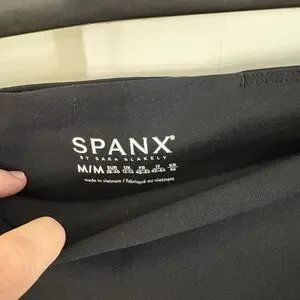 SPANX®
BY SARA BLAKELY
M/M
made in vietnam / fabriqué au vietnam